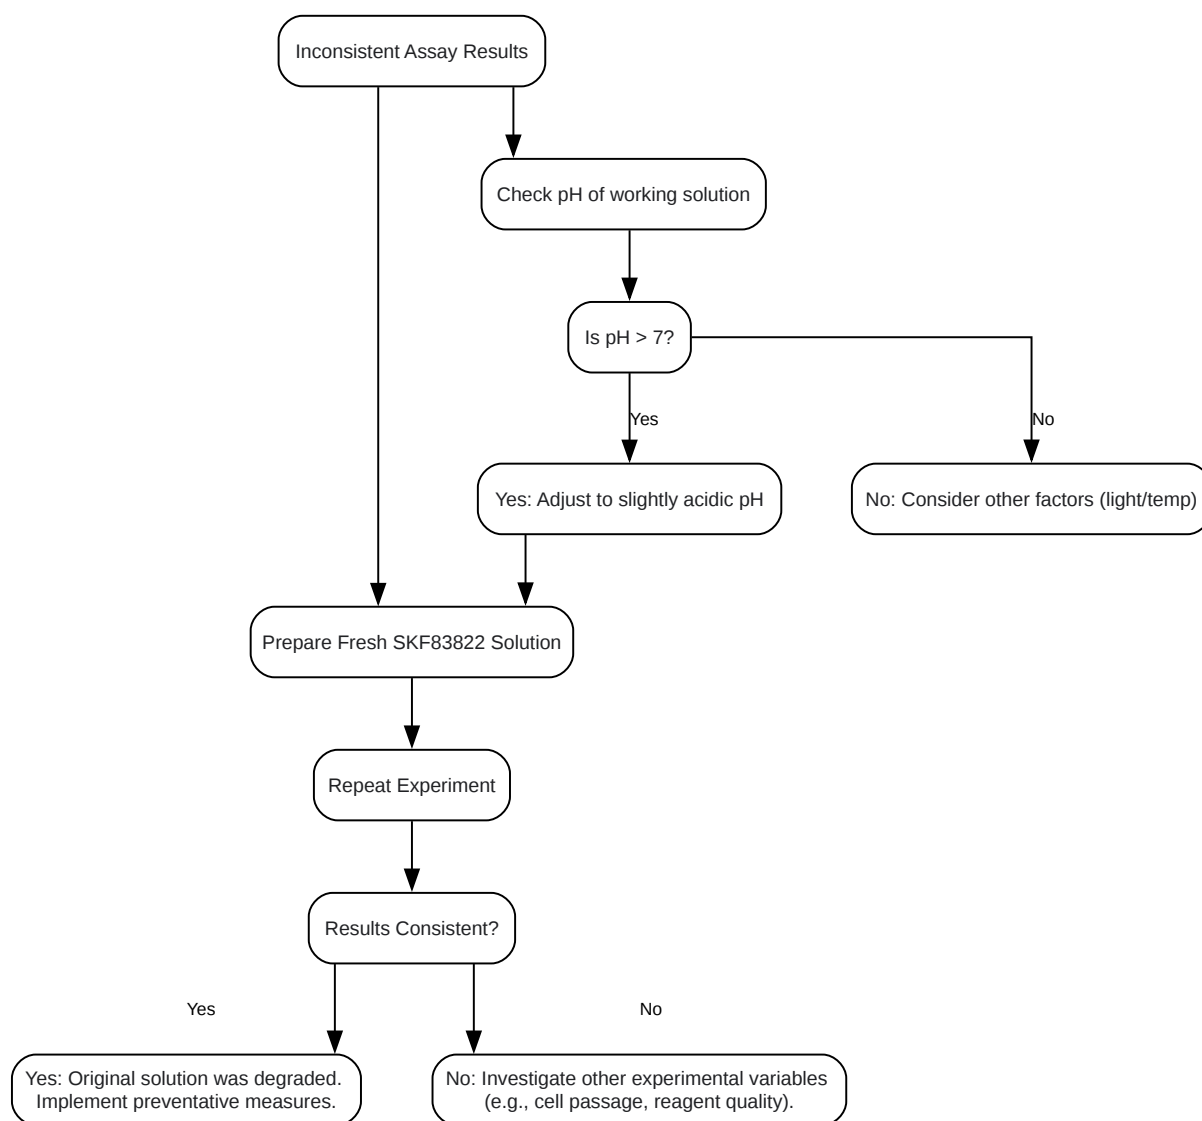 Inconsistent Assay Results
Check pH of working solution
Is pH > 7?
Yes
No
Yes: Adjust to slightly acidic pH
No: Consider other factors (light/temp)
Prepare Fresh SKF83822 Solution
Repeat Experiment
Results Consistent?
Yes
No
Yes: Original solution was degraded.
Implement preventative measures.
No: Investigate other experimental variables
(e.g., cell passage, reagent quality).